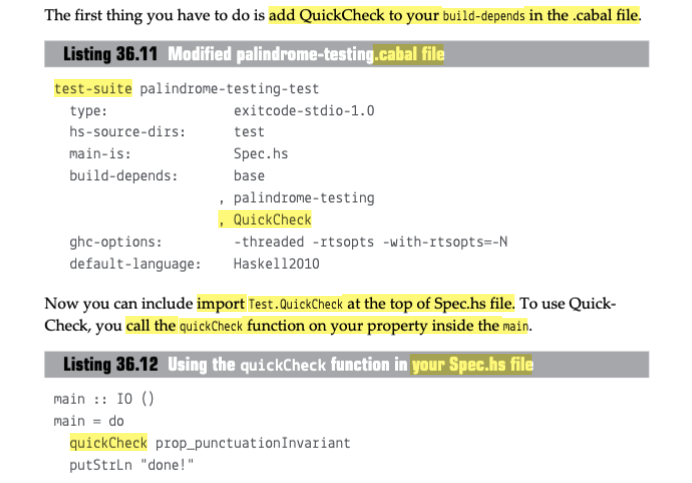 The first thing you have to do is add QuickCheck to your build-depends in the .cabal file.
Listing 36.11 Modified palindrome-testing.cabal file
test-suite palindrome-testing-test
type: exitcode-stdio-1.0
hs-source-dirs: test
main-is: Spec.hs
build-depends: base
, palindrome-testing
, QuickCheck
ghc-options: -threaded -rtsopts -with-rtsopts=-N
default-language: Haskell2010
Now you can include import Test.QuickCheck at the top of Spec.hs file. To use Quick-
Check, you call the quickCheck function on your property inside the main.
Listing 36.12 Using the quickCheck function in your Spec.hs file
main :: IO ()
main = do
quickCheck prop_punctuationInvariant
putStrLn "done!"